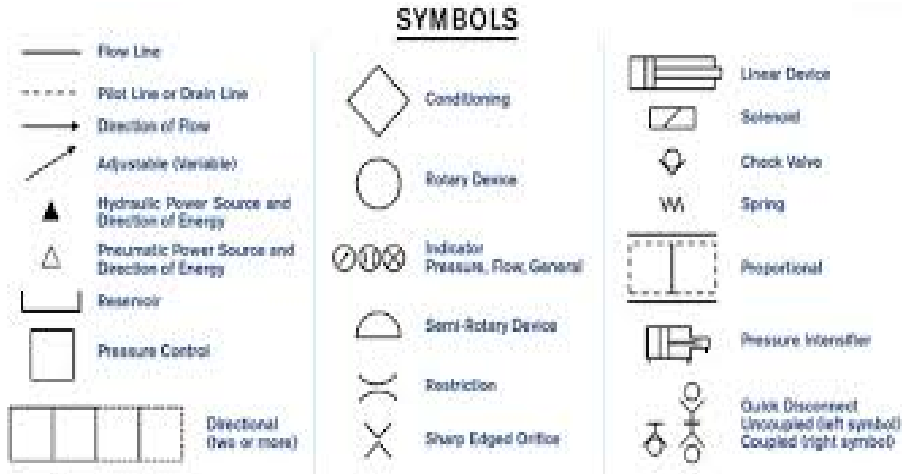 SYMBOLS
Flow Line
Pilot Line or Drain Line
Direction of Flow
Adjustable (Variable)
Hydraulic Power Source and
Direction of Energy
Pneumatic Power Source and
Direction of Energy
Reservoir
Pressure Control
Directional
(two or more)
Conditioning
Rotary Device
Indicator
Pressure, Flow, General
Semi-Rotary Device
Restriction
Sharp Edged Orifice
Linear Device
Solenoid
Check Valve
Spring
Proportional
Pressure Intensifier
Quick Disconnect
Uncoupled (left symbol)
Coupled (right symbol)